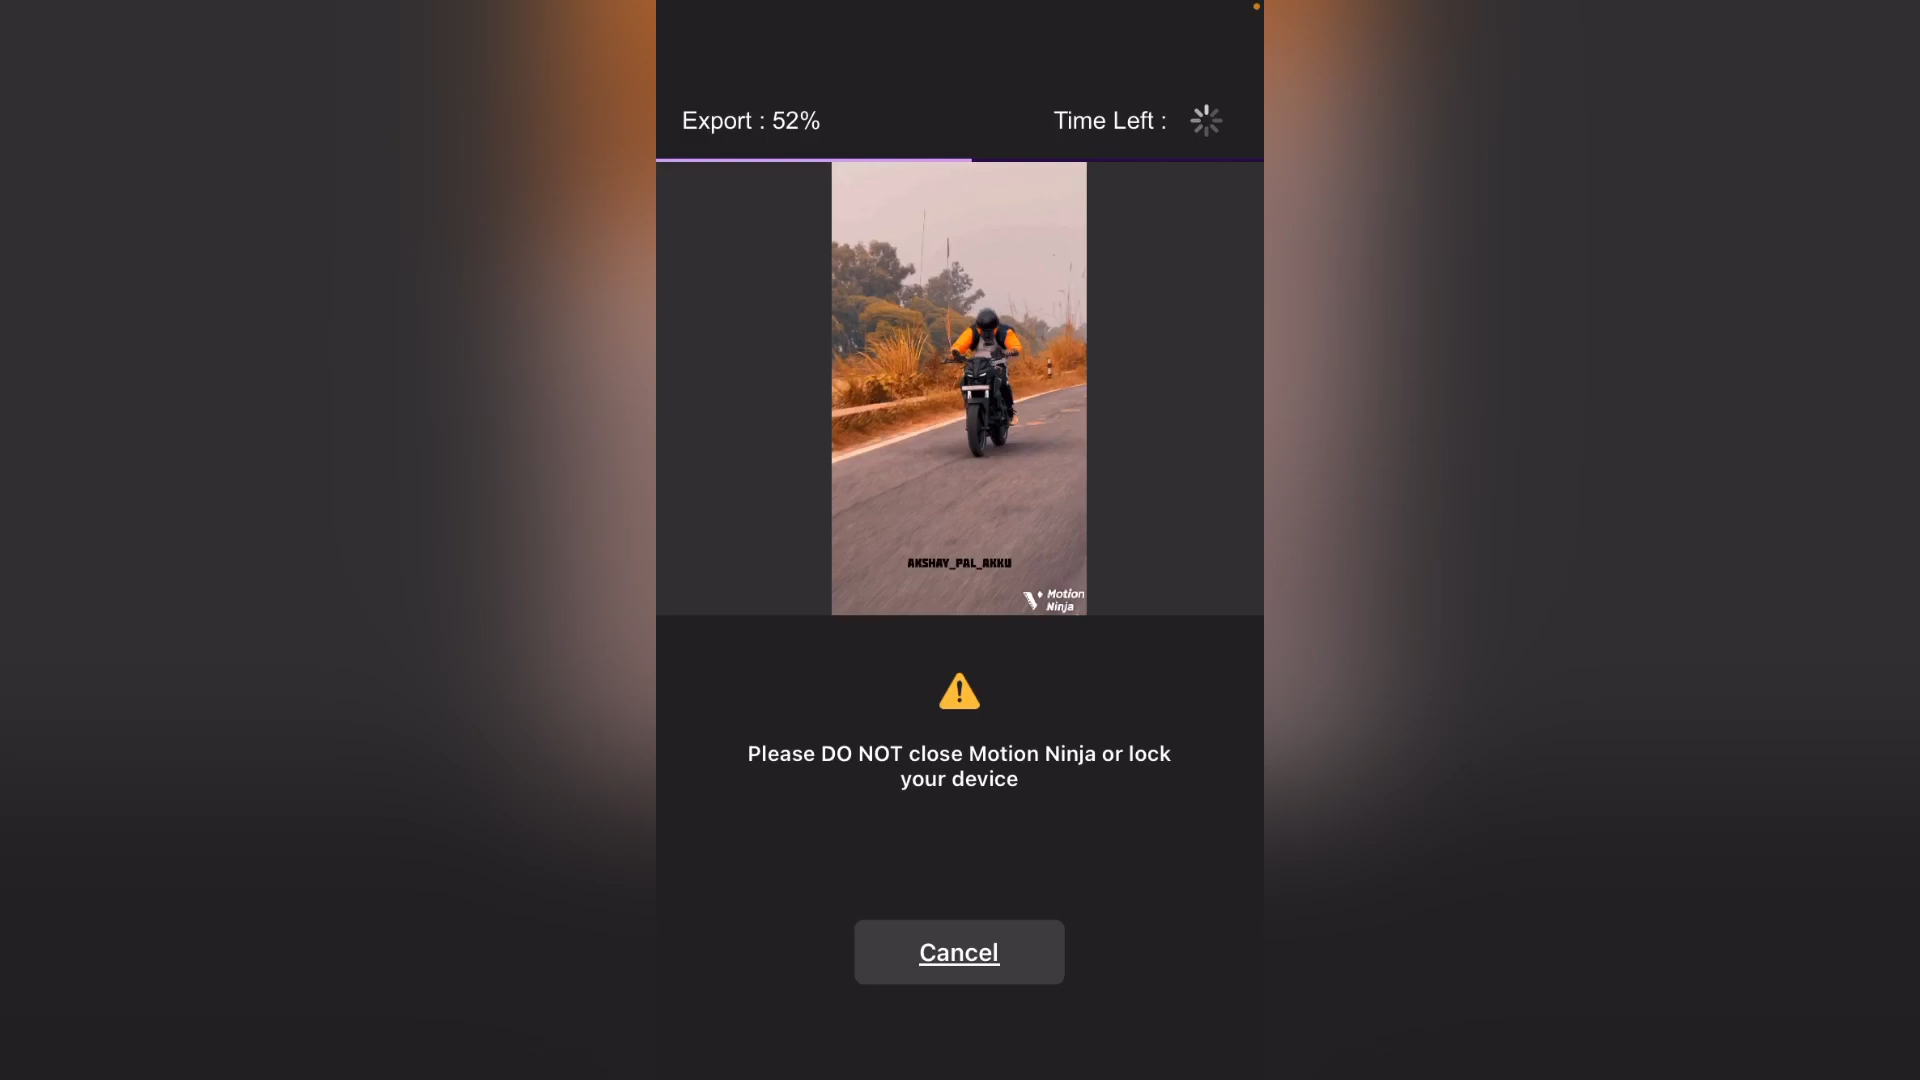 Export : 52%
Time Left :
AKSHAY_PAL_AKKU
Motion
Ninja
Please DO NOT close Motion Ninja or lock
your device
Cancel